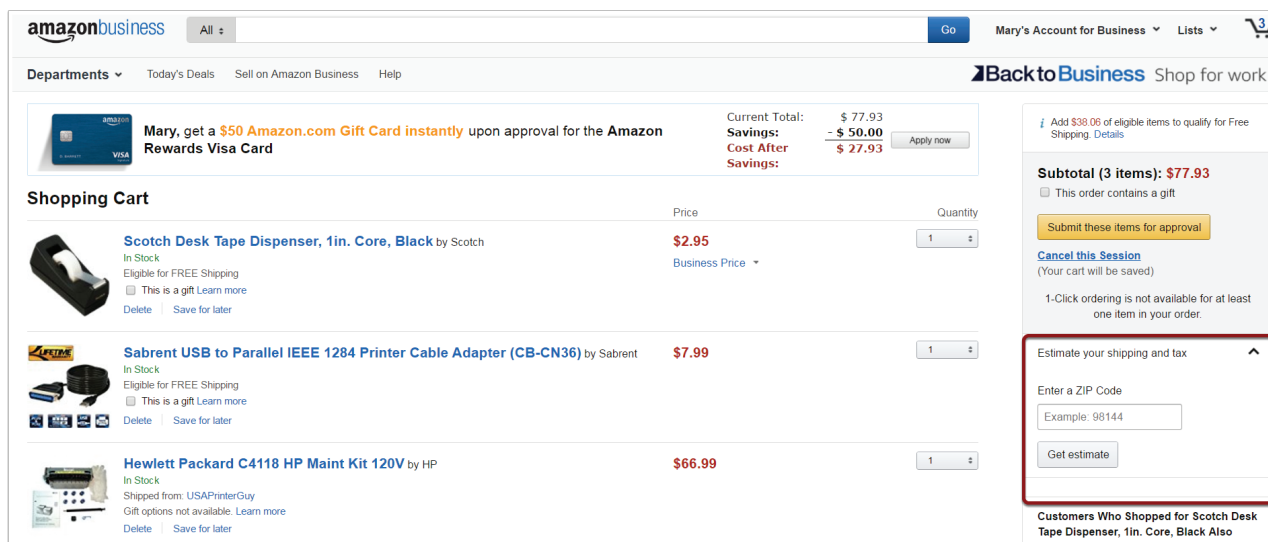 amazonbusiness
All
Go
Mary's Account for Business
Lists
3
Departments
Today's Deals
Sell on Amazon Business
Help
Back to Business Shop for work
amazon
VISA
Mary, get a $50 Amazon.com Gift Card instantly upon approval for the Amazon
Rewards Visa Card
Current Total: $ 77.93
Savings: - $ 50.00
Cost After $ 27.93
Savings:
Apply now
Shopping Cart
Price
Quantity
Scotch Desk Tape Dispenser, 1in. Core, Black by Scotch
$2.95
1
In Stock
Business Price
Eligible for FREE Shipping
This is a gift Learn more
Delete
Save for later
LIFETIME
Sabrent USB to Parallel IEEE 1284 Printer Cable Adapter (CB-CN36) by Sabrent
$7.99
1
In Stock
Eligible for FREE Shipping
This is a gift Learn more
Delete
Save for later
Hewlett Packard C4118 HP Maint Kit 120V by HP
$66.99
1
In Stock
Shipped from: USAPrinterGuy
Gift options not available. Learn more
Delete
Save for later
i Add $38.06 of eligible items to qualify for Free
Shipping. Details
Subtotal (3 items): $77.93
This order contains a gift
Submit these items for approval
Cancel this Session
(Your cart will be saved)
1-Click ordering is not available for at least
one item in your order.
Estimate your shipping and tax
Enter a ZIP Code
Example: 98144
Get estimate
Customers Who Shopped for Scotch Desk
Tape Dispenser, 1in. Core, Black Also